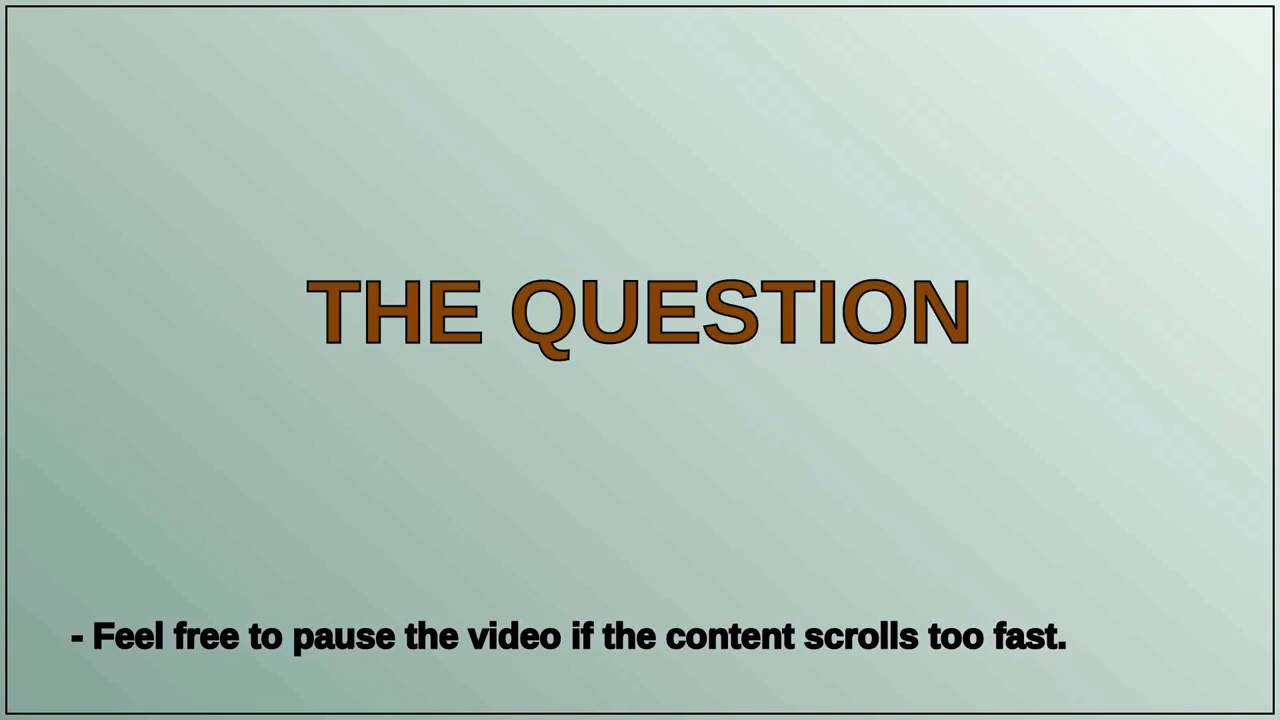 THE QUESTION
- Feel free to pause the video if the content scrolls too fast.